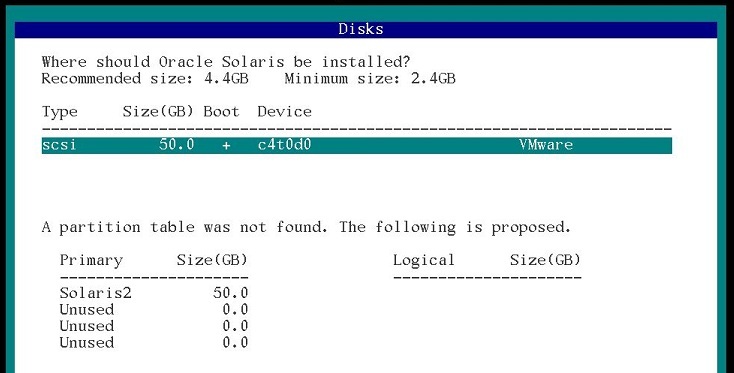 Disks
Where should Oracle Solaris be installed?
Recommended size: 4.4GB    Minimum size: 2.4GB
Type     Size(GB) Boot  Device
----------------------------------------------------------------------
scsi         50.0   +   c4t0d0                       VMware
A partition table was not found. The following is proposed.
Primary      Size(GB)                Logical      Size(GB)
---------------------                ---------------------
Solaris2         50.0
Unused            0.0
Unused            0.0
Unused            0.0